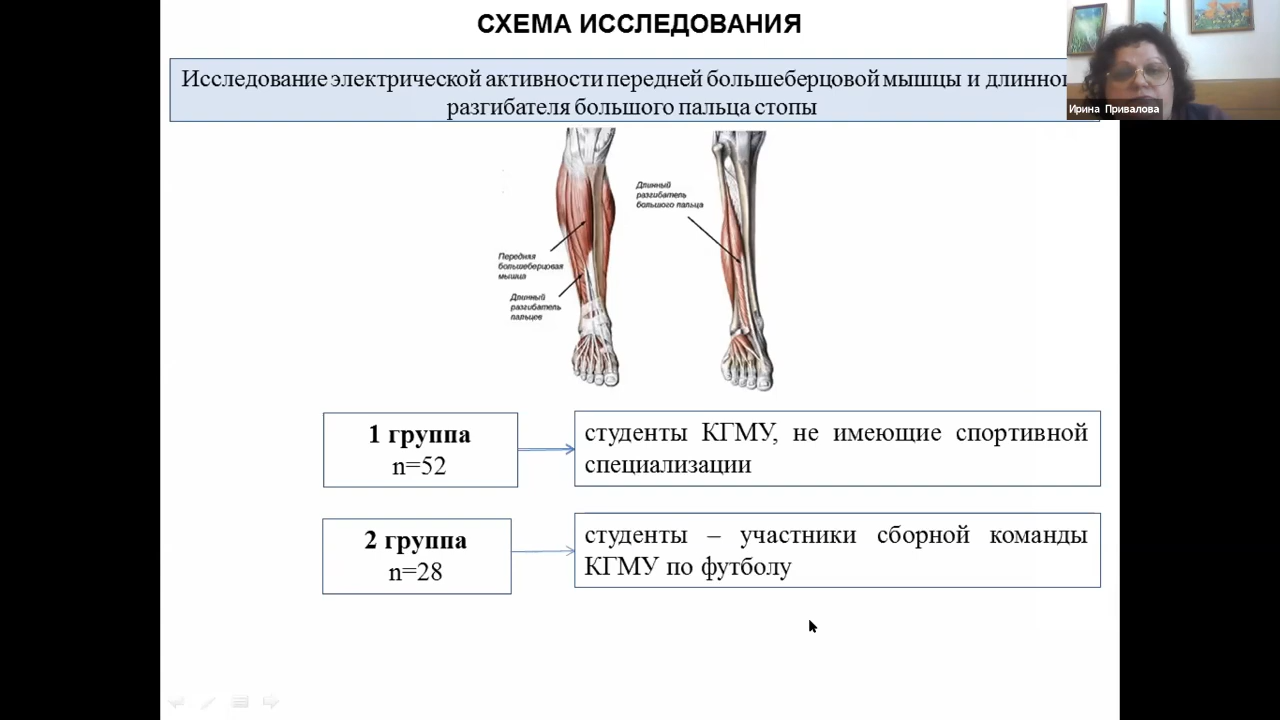 СХЕМА ИССЛЕДОВАНИЯ
Исследование электрической активности передней большеберцовой мышцы и длинного
разгибателя большого пальца стопы
Ирина Привалова
Длинный
разгибатель
большого пальца
Передняя
большеберцовая
мышца
Длинный
разгибатель
пальцев
1 группа
n=52
студенты КГМУ, не имеющие спортивной
специализации
2 группа
n=28
студенты – участники сборной команды
КГМУ по футболу